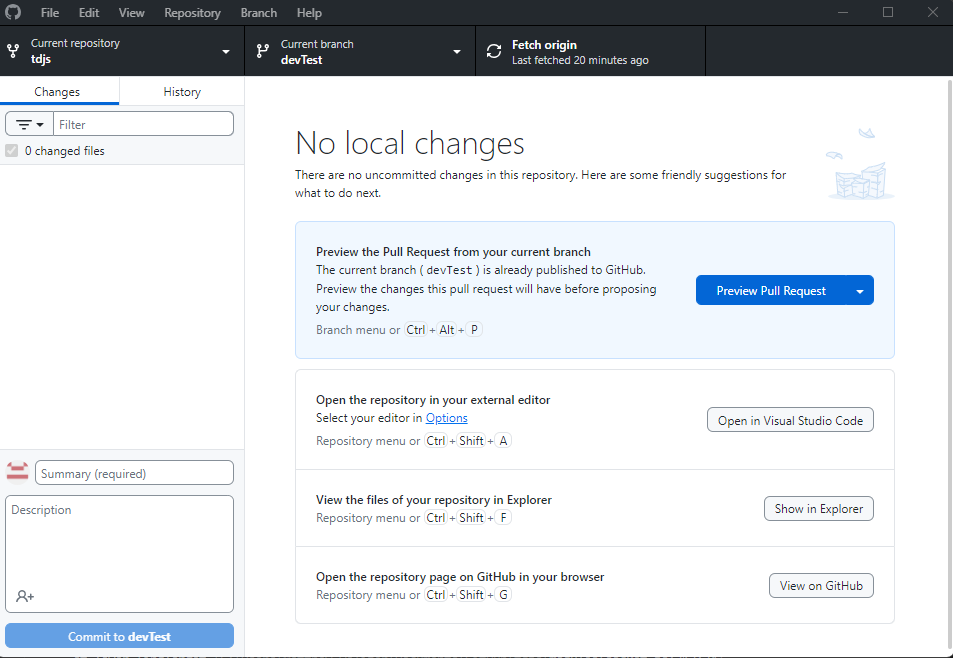 File Edit View Repository Branch Help
Current repository
tdjs
Current branch
devTest
Fetch origin
Last fetched 20 minutes ago
Changes History
Filter
0 changed files
No local changes
There are no uncommitted changes in this repository. Here are some friendly suggestions for
what to do next.
Preview the Pull Request from your current branch
The current branch ( devTest ) is already published to GitHub.
Preview the changes this pull request will have before proposing
your changes.
Branch menu or Ctrl + Alt + P
Preview Pull Request
Open the repository in your external editor
Select your editor in Options
Repository menu or Ctrl + Shift + A
Open in Visual Studio Code
View the files of your repository in Explorer
Repository menu or Ctrl + Shift + F
Show in Explorer
Open the repository page on GitHub in your browser
Repository menu or Ctrl + Shift + G
View on GitHub
Summary (required)
Description
Commit to devTest